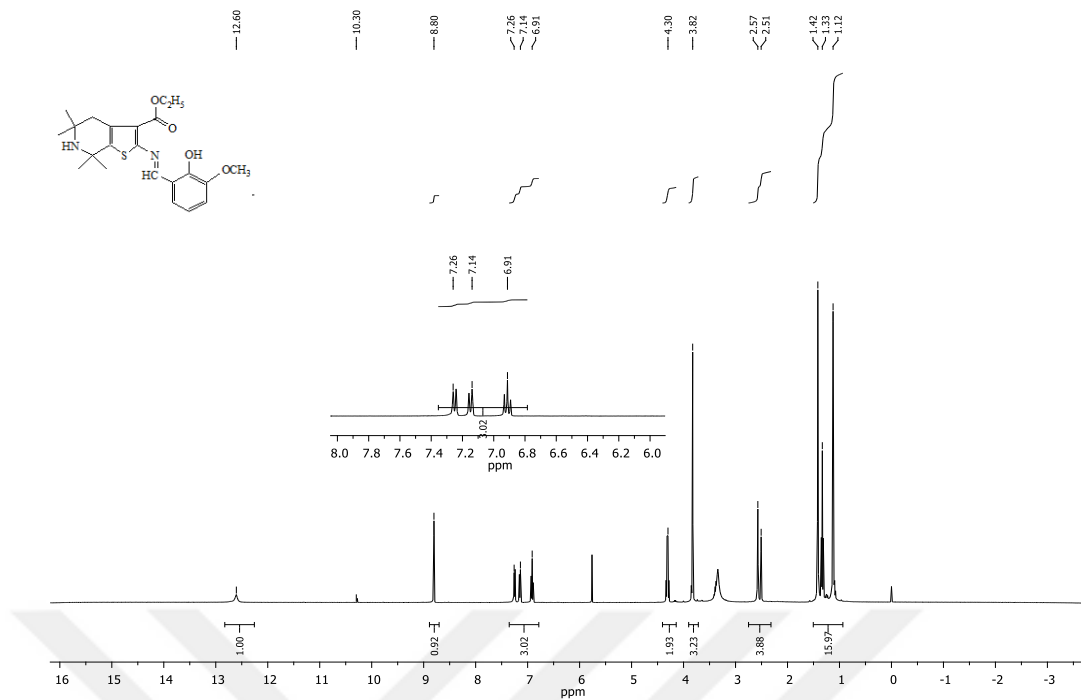 12.60 10.30 8.80 7.26 7.14 6.91 4.30 3.82 2.57 2.51 1.42 1.33 1.12
OC2H5
O
HN
S
N
OH
HC
OCH3
7.26 7.14 6.91
3.02
8.0 7.8 7.6 7.4 7.2 7.0 6.8 6.6 6.4 6.2 6.0
ppm
1.00 0.92 3.02 1.93 3.23 3.88 15.97
16 15 14 13 12 11 10 9 8 7 6 5 4 3 2 1 0 -1 -2 -3
ppm